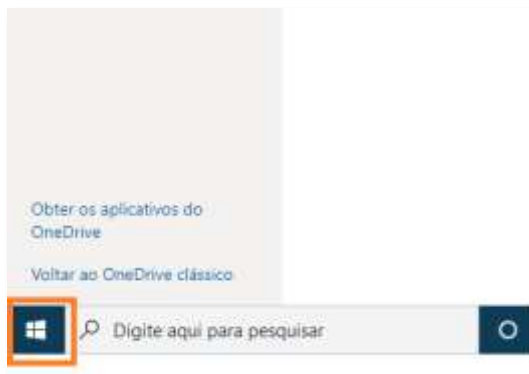 Obter os aplicativos do
OneDrive
Voltar ao OneDrive clássico
Digite aqui para pesquisar